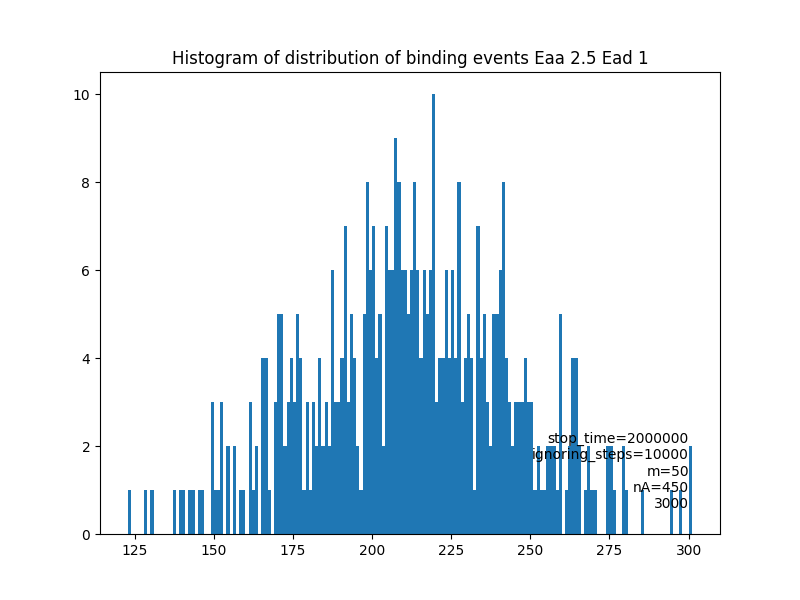 Histogram of distribution of binding events Eaa 2.5 Ead 1
10
8
6
4
2
0
stop_time=2000000
ignoring_steps=10000
m=50
nA=450
3000
125 150 175 200 225 250 275 300